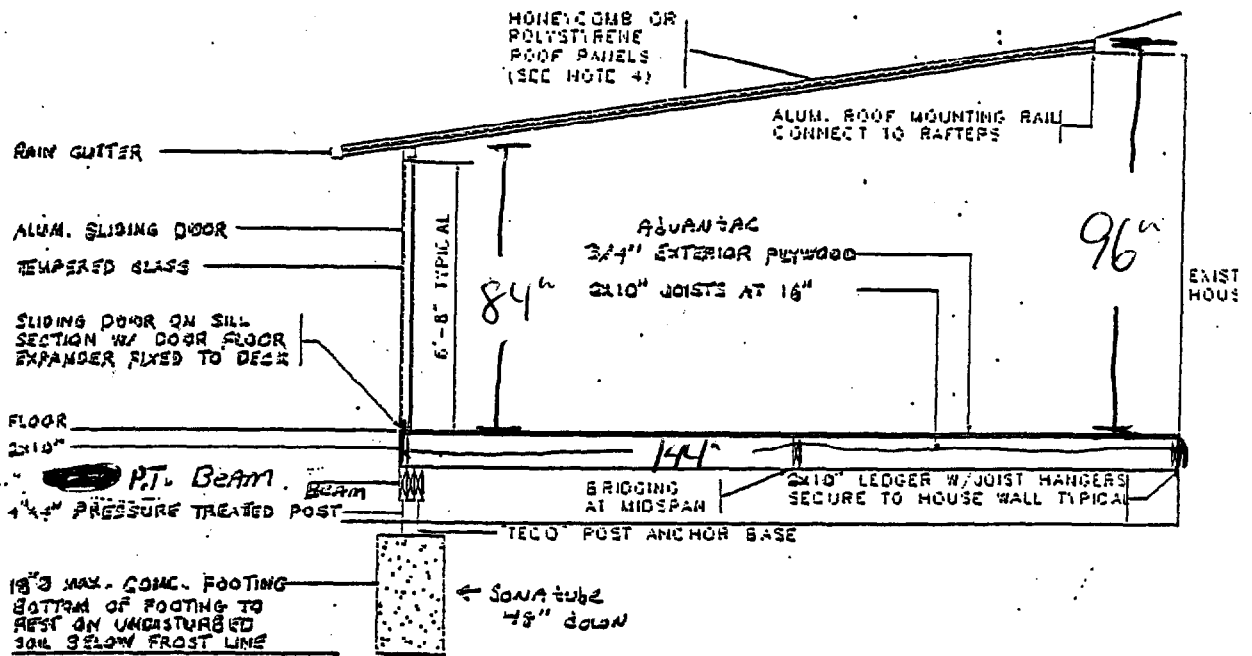 HONEYCOMB OR
POLYSTYRENE
ROOF PANELS
(SEE NOTE 4)
ALUM. ROOF MOUNTING RAIL
CONNECT TO RAFTERS
RAIN GUTTER
ALUM. SLIDING DOOR
TEMPERED GLASS
6'-8" TYPICAL
84"
ADVANTAC
3/4" EXTERIOR PLYWOOD
2X10" JOISTS AT 16"
96"
EXIST
HOUS
SLIDING DOOR ON SILL
SECTION W/ DOOR FLOOR
EXPANDER FIXED TO DECK
FLOOR
2X10"
144"
P.T. BEAM.
BEAM
BRIDGING
AT MIDSPAN
2X10" LEDGER W/JOIST HANGERS
SECURE TO HOUSE WALL TYPICAL
4"X4" PRESSURE TREATED POST
"TECO" POST ANCHOR BASE
18"Ø MAX. CONC. FOOTING
BOTTOM OF FOOTING TO
REST ON UNDISTURBED
SOIL BELOW FROST LINE
SONA tube
48" down